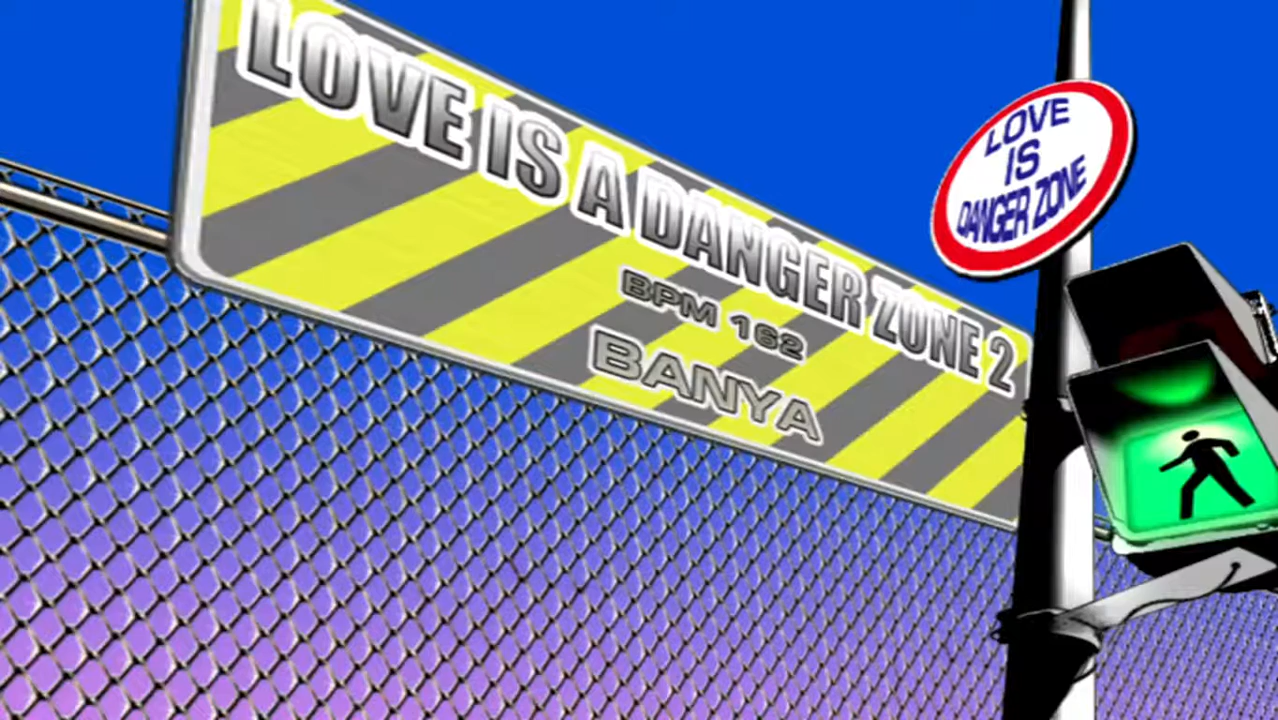 LOVE IS A DANGER ZONE 2
BPM 162
BANYA
LOVE
IS
DANGER ZONE